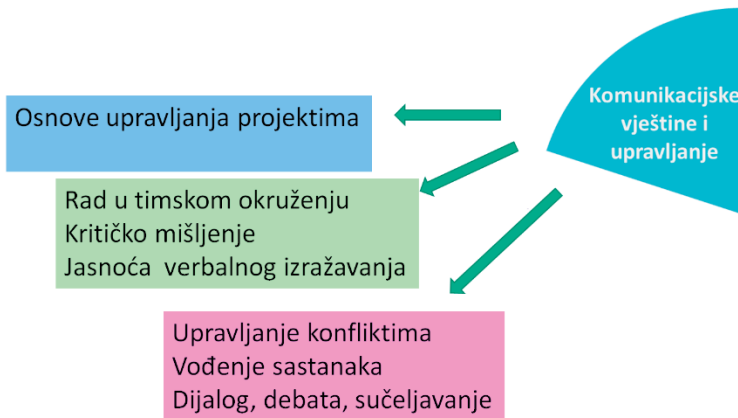 Komunikacijske
vještine i
upravljanje
Osnove upravljanja projektima
Rad u timskom okruženju
Kritičko mišljenje
Jasnoća verbalnog izražavanja
Upravljanje konfliktima
Vođenje sastanaka
Dijalog, debata, sučeljavanje